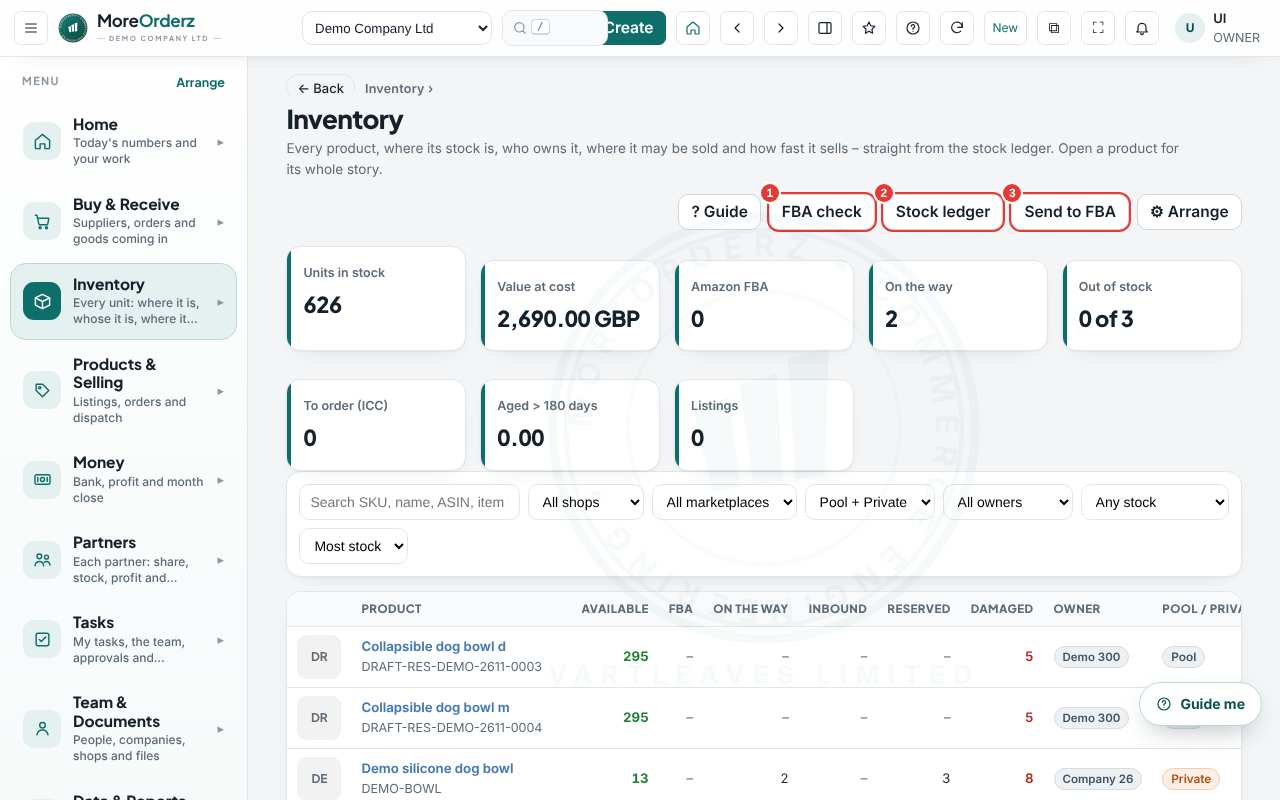 MoreOrderz
— DEMO COMPANY LTD —
Demo Company Ltd
/
Create
New
U
UI
OWNER
MENU
Arrange
Home
Today's numbers and
your work
Buy & Receive
Suppliers, orders and
goods coming in
Inventory
Every unit: where it is,
whose it is, where it...
Products &
Selling
Listings, orders and
dispatch
Money
Bank, profit and month
close
Partners
Each partner: share,
stock, profit and...
Tasks
My tasks, the team,
approvals and...
Team &
Documents
People, companies,
shops and files
← Back
Inventory ›
Inventory
Every product, where its stock is, who owns it, where it may be sold and how fast it sells – straight from the stock ledger. Open a product for
its whole story.
? Guide
1
FBA check
2
Stock ledger
3
Send to FBA
⚙ Arrange
Units in stock
626
Value at cost
2,690.00 GBP
Amazon FBA
0
On the way
2
Out of stock
0 of 3
To order (ICC)
0
Aged > 180 days
0.00
Listings
0
Search SKU, name, ASIN, item
All shops
All marketplaces
Pool + Private
All owners
Any stock
Most stock
PRODUCT AVAILABLE FBA ON THE WAY INBOUND RESERVED DAMAGED OWNER POOL / PRIVA
DR
Collapsible dog bowl d
DRAFT-RES-DEMO-2611-0003
295 – – – – 5 Demo 300 Pool
DR
Collapsible dog bowl m
DRAFT-RES-DEMO-2611-0004
295 – – – – 5 Demo 300
DE
Demo silicone dog bowl
DEMO-BOWL
13 – 2 – 3 8 Company 26 Private
Guide me
VARTLEAVES LIMITED